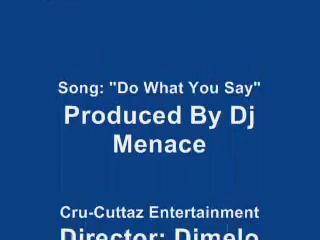 Song: "Do What You Say"
Produced By Dj
Menace
Cru-Cuttaz Entertainment
Director: Dimelo